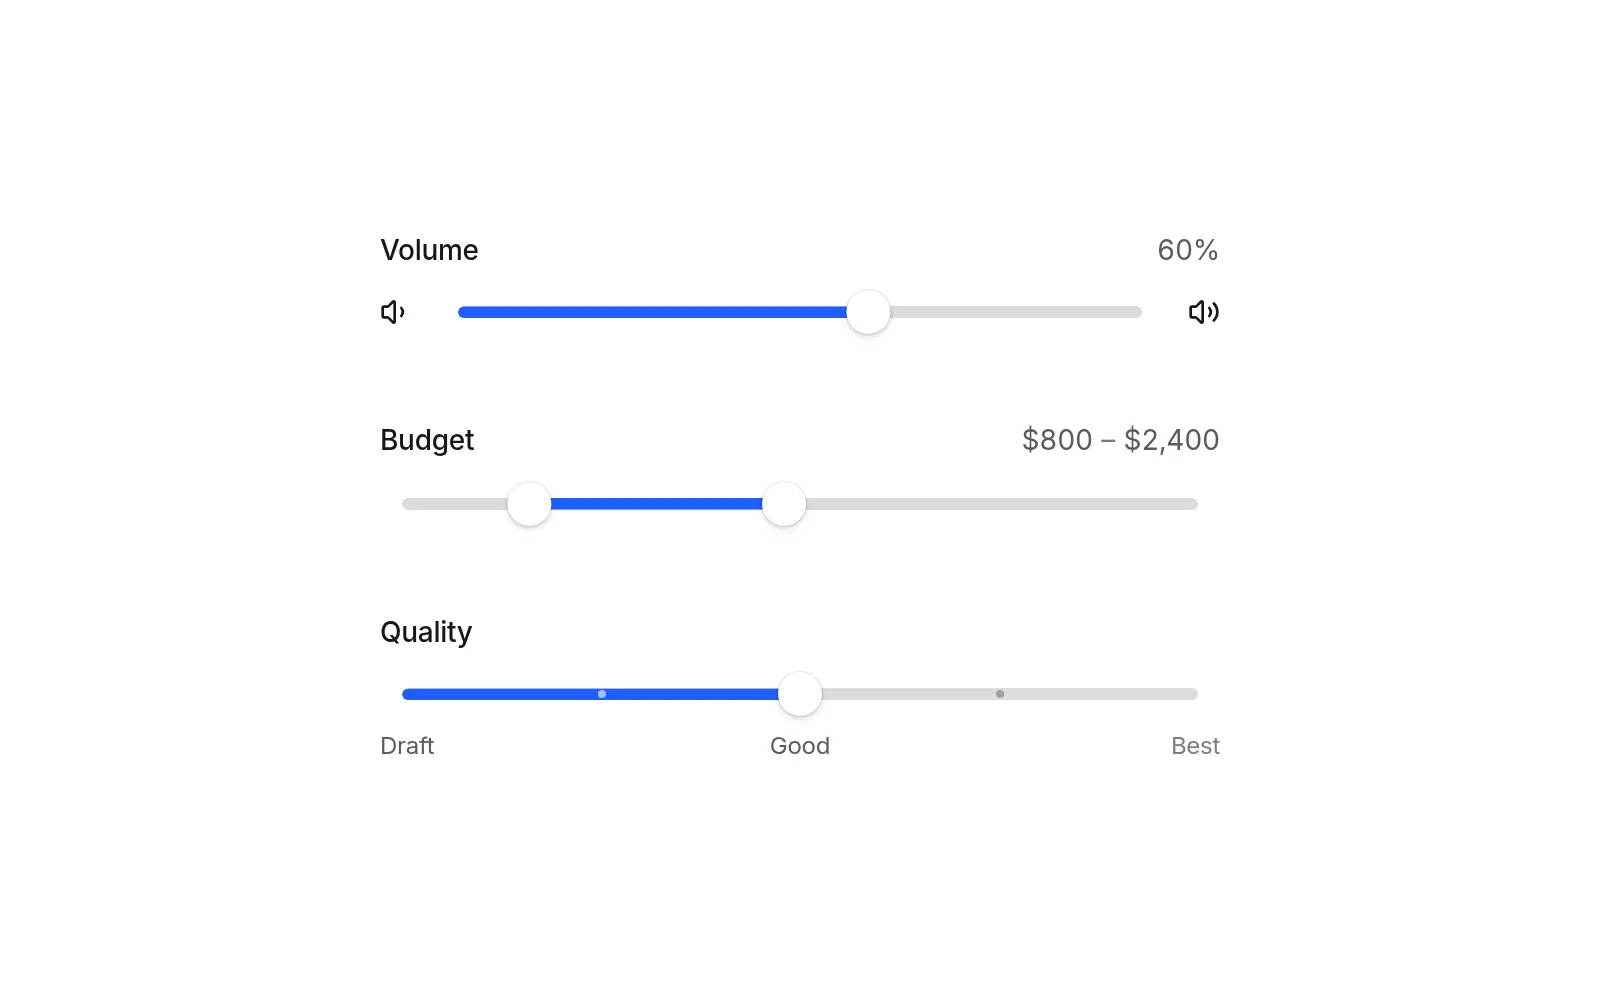 Volume 60%
Budget $800 – $2,400
Quality
Draft Good Best